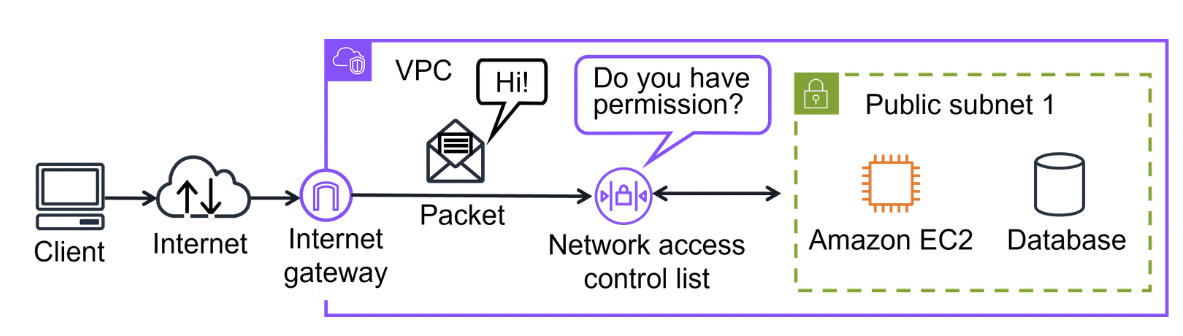 VPC
Hi!
Do you have
permission?
Public subnet 1
Packet
Client
Internet
Internet
gateway
Network access
control list
Amazon EC2
Database